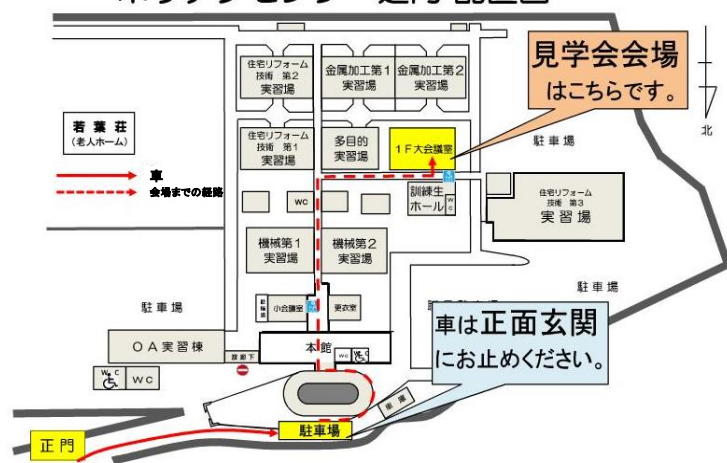 住宅リフォーム
技術 第2
実習場
金属加工第1
実習場
金属加工第2
実習場
見学会会場
はこちらです。
北
若葉荘
(老人ホーム)
住宅リフォーム
技術 第1
実習場
多目的
実習場
1F大会議室
駐車場
車
会場までの経路
WC
訓練生
ホール
WC
住宅リフォーム
技術 第3
実習場
機械第1
実習場
機械第2
実習場
駐車場
駐車場
小会議室
更衣室
車は正面玄関
にお止めください。
OA実習棟
渡廊下
本館
WC
WC
WC
車庫
駐車場
正門